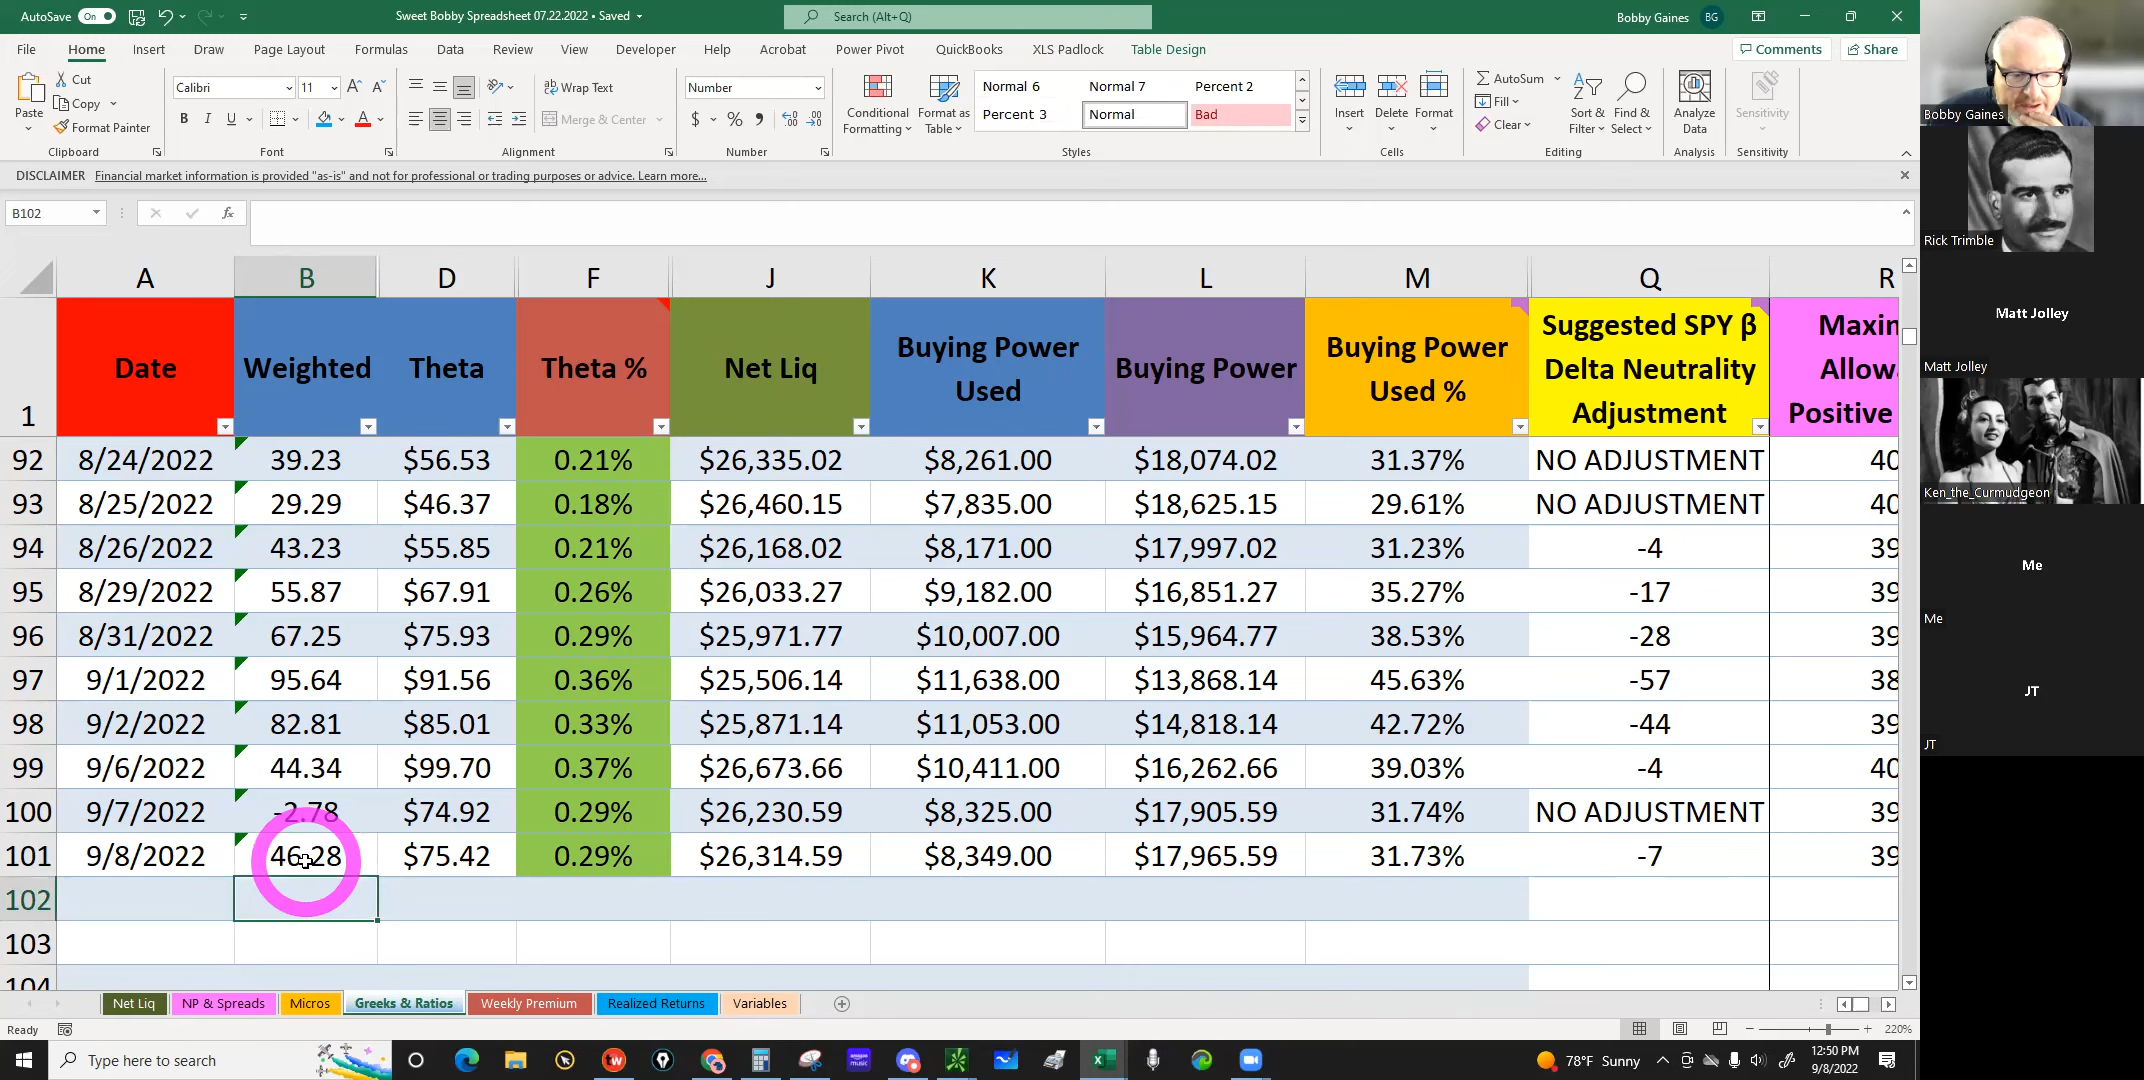 AutoSave On Sweet Bobby Spreadsheet 07.22.2022 • Saved Search (Alt+Q) Bobby Gaines BG
File Home Insert Draw Page Layout Formulas Data Review View Developer Help Acrobat Power Pivot QuickBooks XLS Padlock Table Design Comments Share
Paste Cut Copy Format Painter
Clipboard
Calibri 11
B I U A A
Font
Wrap Text
Merge & Center
Alignment
Number
$ %
Number
Conditional Formatting Format as Table
Normal 6 Normal 7 Percent 2
Percent 3 Normal Bad
Styles
Insert Delete Format
Cells
AutoSum
Fill
Clear
Sort & Filter Find & Select
Editing
Analyze Data
Analysis
Sensitivity
Sensitivity
DISCLAIMER Financial market information is provided "as-is" and not for professional or trading purposes or advice. Learn more...
B102 fx
A B D F J K L M Q R
1 Date Weighted Theta Theta % Net Liq Buying Power Used Buying Power Buying Power Used % Suggested SPY β Delta Neutrality Adjustment Positive
92 8/24/2022 39.23 $56.53 0.21% $26,335.02 $8,261.00 $18,074.02 31.37% NO ADJUSTMENT 40
93 8/25/2022 29.29 $46.37 0.18% $26,460.15 $7,835.00 $18,625.15 29.61% NO ADJUSTMENT 40
94 8/26/2022 43.23 $55.85 0.21% $26,168.02 $8,171.00 $17,997.02 31.23% -4 39
95 8/29/2022 55.87 $67.91 0.26% $26,033.27 $9,182.00 $16,851.27 35.27% -17 39
96 8/31/2022 67.25 $75.93 0.29% $25,971.77 $10,007.00 $15,964.77 38.53% -28 39
97 9/1/2022 95.64 $91.56 0.36% $25,506.14 $11,638.00 $13,868.14 45.63% -57 38
98 9/2/2022 82.81 $85.01 0.33% $25,871.14 $11,053.00 $14,818.14 42.72% -44 39
99 9/6/2022 44.34 $99.70 0.37% $26,673.66 $10,411.00 $16,262.66 39.03% -4 40
100 9/7/2022 -2.78 $74.92 0.29% $26,230.59 $8,325.00 $17,905.59 31.74% NO ADJUSTMENT 39
101 9/8/2022 46.28 $75.42 0.29% $26,314.59 $8,349.00 $17,965.59 31.73% -7 39
102
103
104
Net Liq NP & Spreads Micros Greeks & Ratios Weekly Premium Realized Returns Variables
Ready 220%
Type here to search tw amazon music 78°F Sunny 12:50 PM
9/8/2022
Bobby Gaines
Rick Trimble
Matt Jolley
Matt Jolley
Ken_the_Curmudgeon
Me
Me
JT
JT